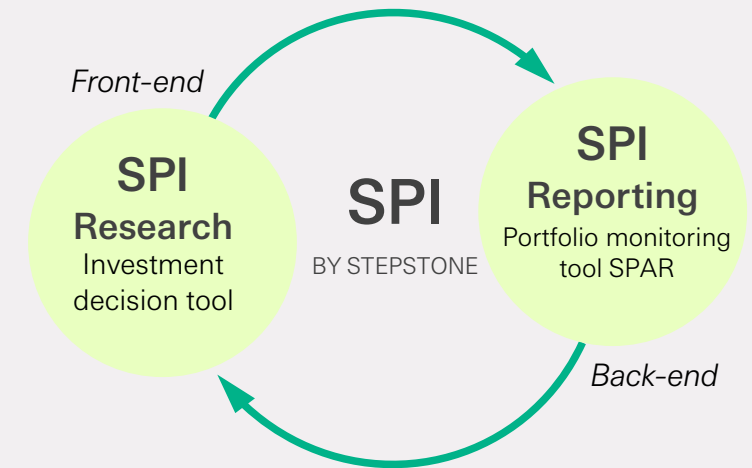 Front-end
SPI
Research
Investment
decision tool
SPI
BY STEPSTONE
SPI
Reporting
Portfolio monitoring
tool SPAR
Back-end